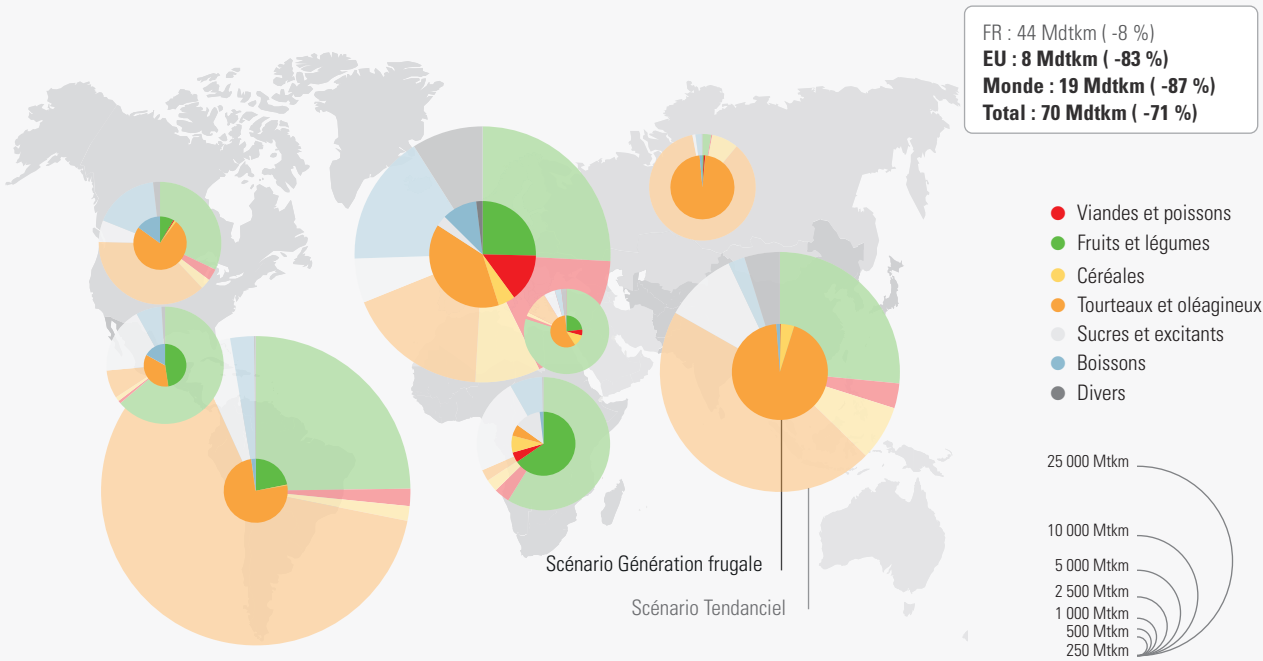 FR : 44 Mdtkm ( -8 %)
EU : 8 Mdtkm ( -83 %)
Monde : 19 Mdtkm ( -87 %)
Total : 70 Mdtkm ( -71 %)
Viandes et poissons
Fruits et légumes
Céréales
Tourteaux et oléagineux
Sucres et excitants
Boissons
Divers
25 000 Mtkm
10 000 Mtkm
5 000 Mtkm
2 500 Mtkm
1 000 Mtkm
500 Mtkm
250 Mtkm
Scénario Génération frugale
Scénario Tendanciel